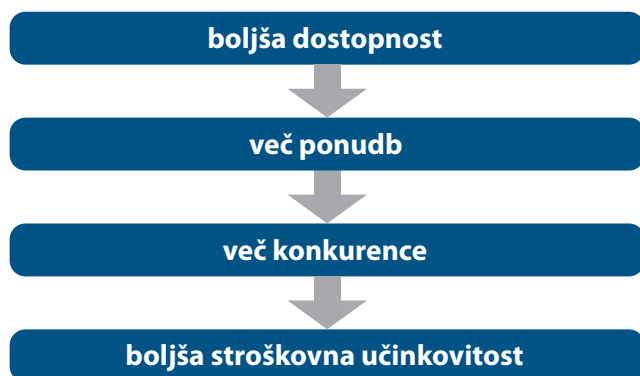 boljša dostopnost
več ponudb
več konkurence
boljša stroškovna učinkovitost